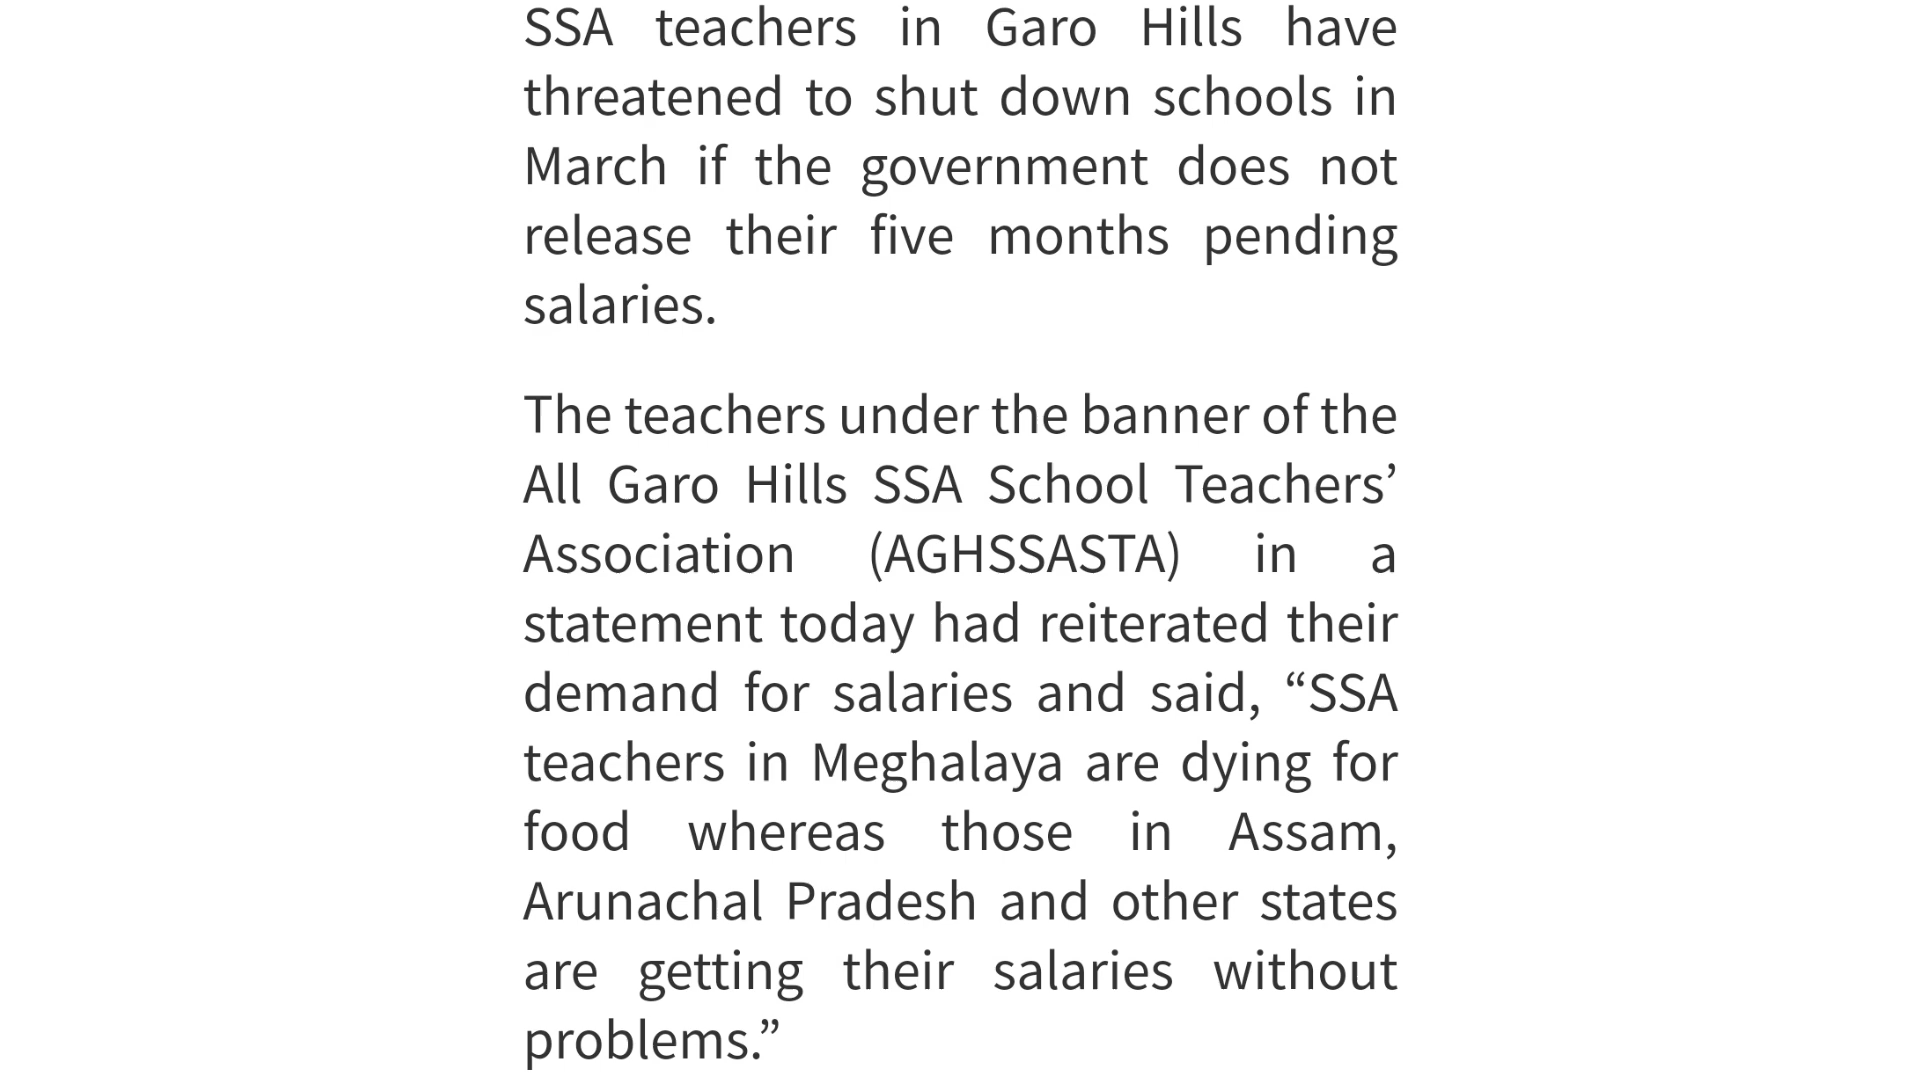 SSA teachers in Garo Hills have
threatened to shut down schools in
March if the government does not
release their five months pending
salaries.
The teachers under the banner of the
All Garo Hills SSA School Teachers’
Association (AGHSSASTA) in a
statement today had reiterated their
demand for salaries and said, “SSA
teachers in Meghalaya are dying for
food whereas those in Assam,
Arunachal Pradesh and other states
are getting their salaries without
problems.”